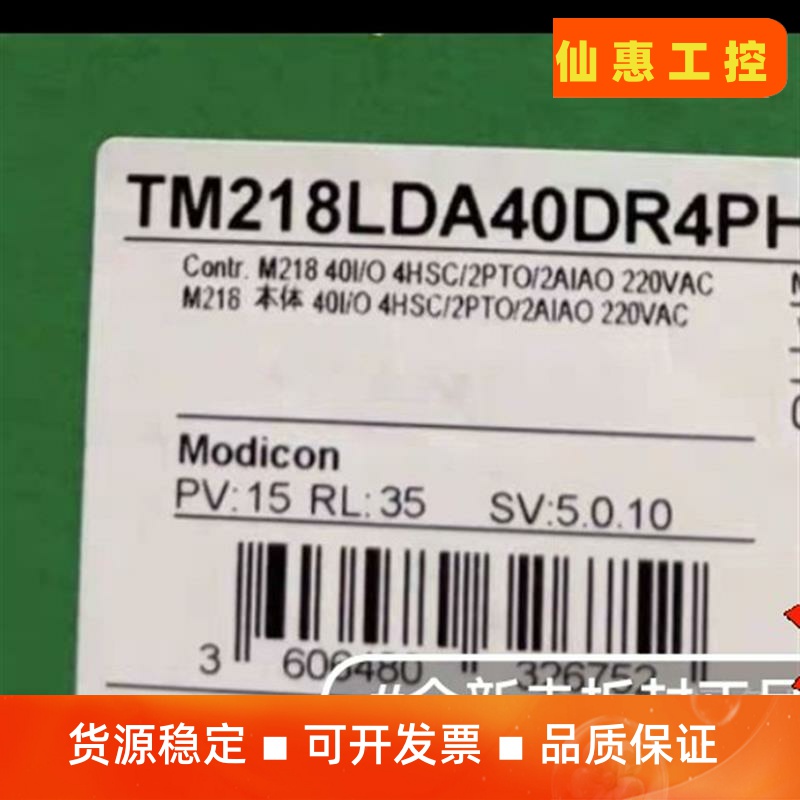 仙惠工控
TM218LDA40DR4PH
Contr. M218 40I/O 4HSC/2PTO/2AIAO 220VAC
M218 本体 40I/O 4HSC/2PTO/2AIAO 220VAC
Modicon
PV:15 RL:35 SV:5.0.10
3 606480 326752
货源稳定 ■ 可开发票 ■ 品质保证